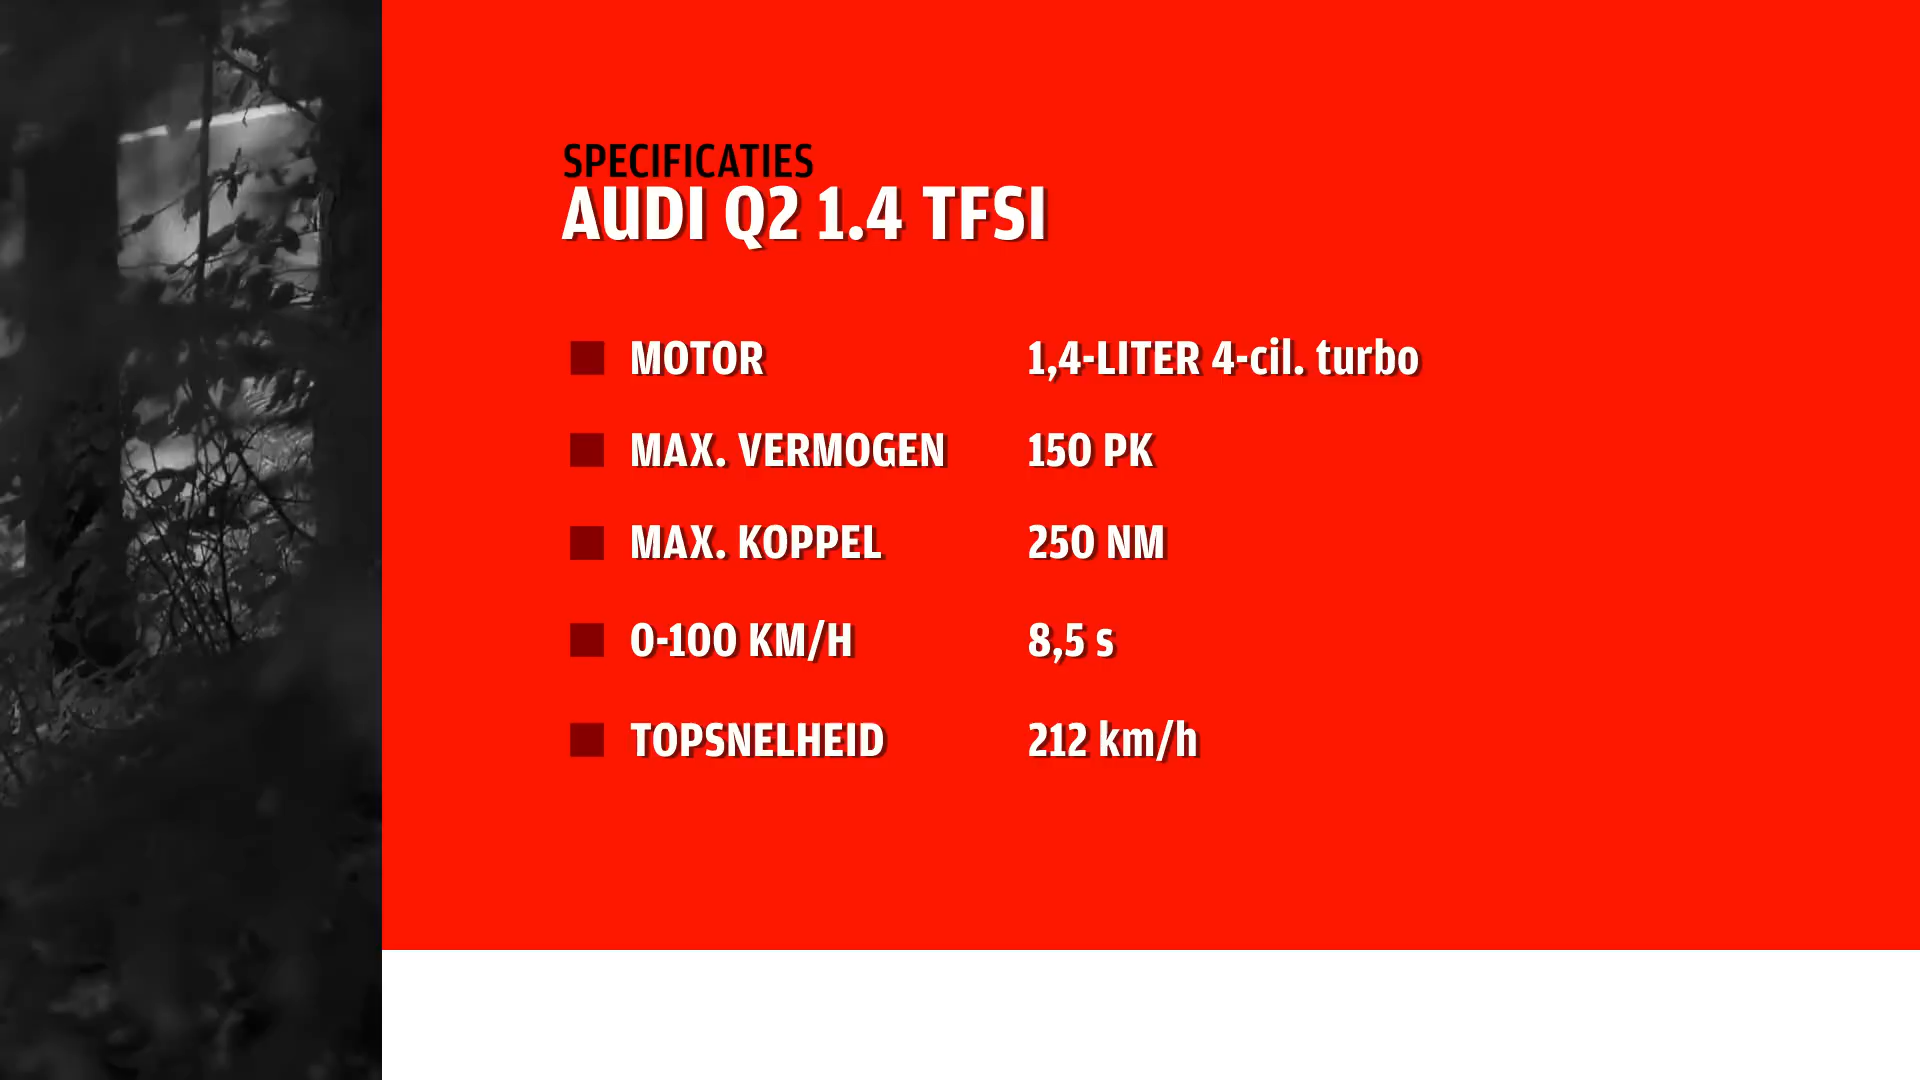 SPECIFICATIES
AUDI Q2 1.4 TFSI
MOTOR 1,4-LITER 4-cil. turbo
MAX. VERMOGEN 150 PK
MAX. KOPPEL 250 NM
0-100 KM/H 8,5 s
TOPSNELHEID 212 km/h